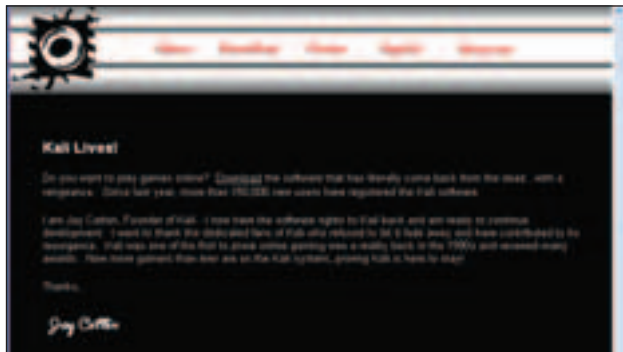 Kali Lives!
Do you want to play games online? Download the software that has literally come back from the dead...with a
vengeance. Since last year, more than new users have registered the Kali software.
I am Jay Cotton, Founder of Kali. I now have the software rights to Kali back and am ready to continue
development. I want to thank the dedicated fans of Kali who refused to let it fade away and have contributed to its
resurgence. Kali was one of the first to prove online gaming was a reality back in the 1990's and received many
awards. Now more gamers than ever are on the Kali system, proving Kali is here to stay!
Thanks,
Jay Cotton